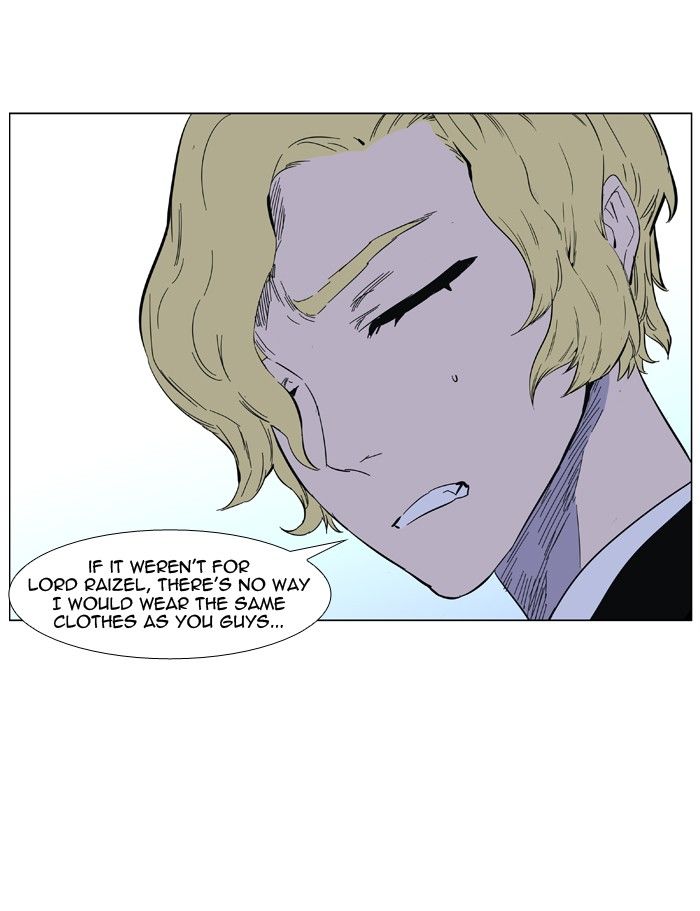 IF IT WEREN'T FOR
LORD RAIZEL, THERE'S NO WAY
I WOULD WEAR THE SAME
CLOTHES AS YOU GUYS...